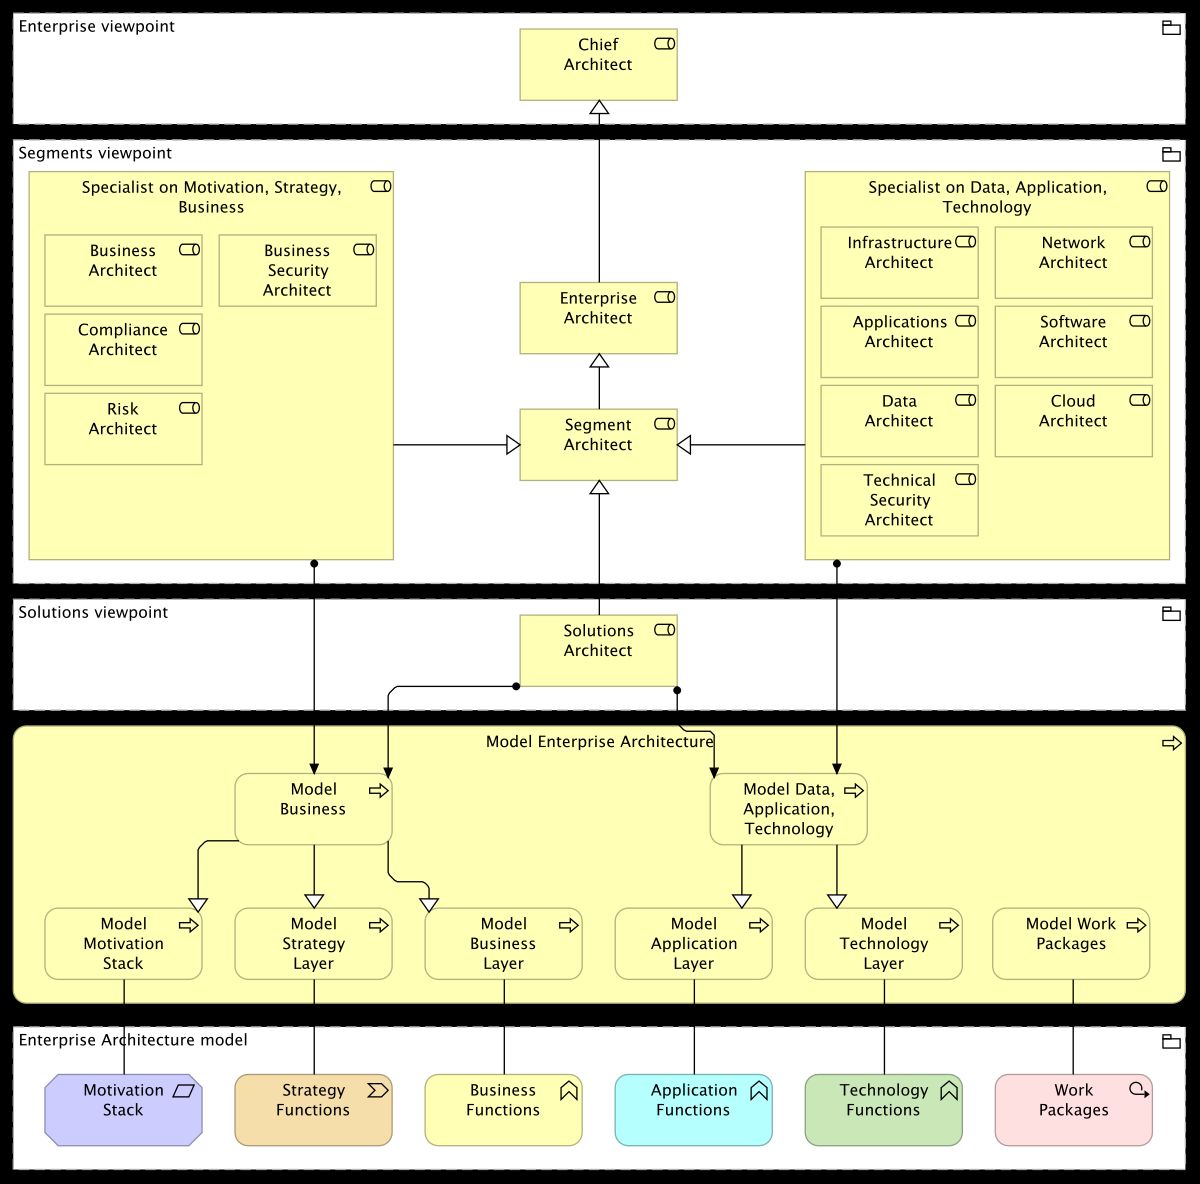 Enterprise viewpoint
Chief
Architect
Segments viewpoint
Specialist on Motivation, Strategy,
Business
Business
Architect
Business
Security
Architect
Compliance
Architect
Risk
Architect
Enterprise
Architect
Segment
Architect
Specialist on Data, Application,
Technology
Infrastructure
Architect
Network
Architect
Applications
Architect
Software
Architect
Data
Architect
Cloud
Architect
Technical
Security
Architect
Solutions viewpoint
Solutions
Architect
Model Enterprise Architecture
Model
Business
Model Data,
Application,
Technology
Model
Motivation
Stack
Model
Strategy
Layer
Model
Business
Layer
Model
Application
Layer
Model
Technology
Layer
Model Work
Packages
Enterprise Architecture model
Motivation
Stack
Strategy
Functions
Business
Functions
Application
Functions
Technology
Functions
Work
Packages